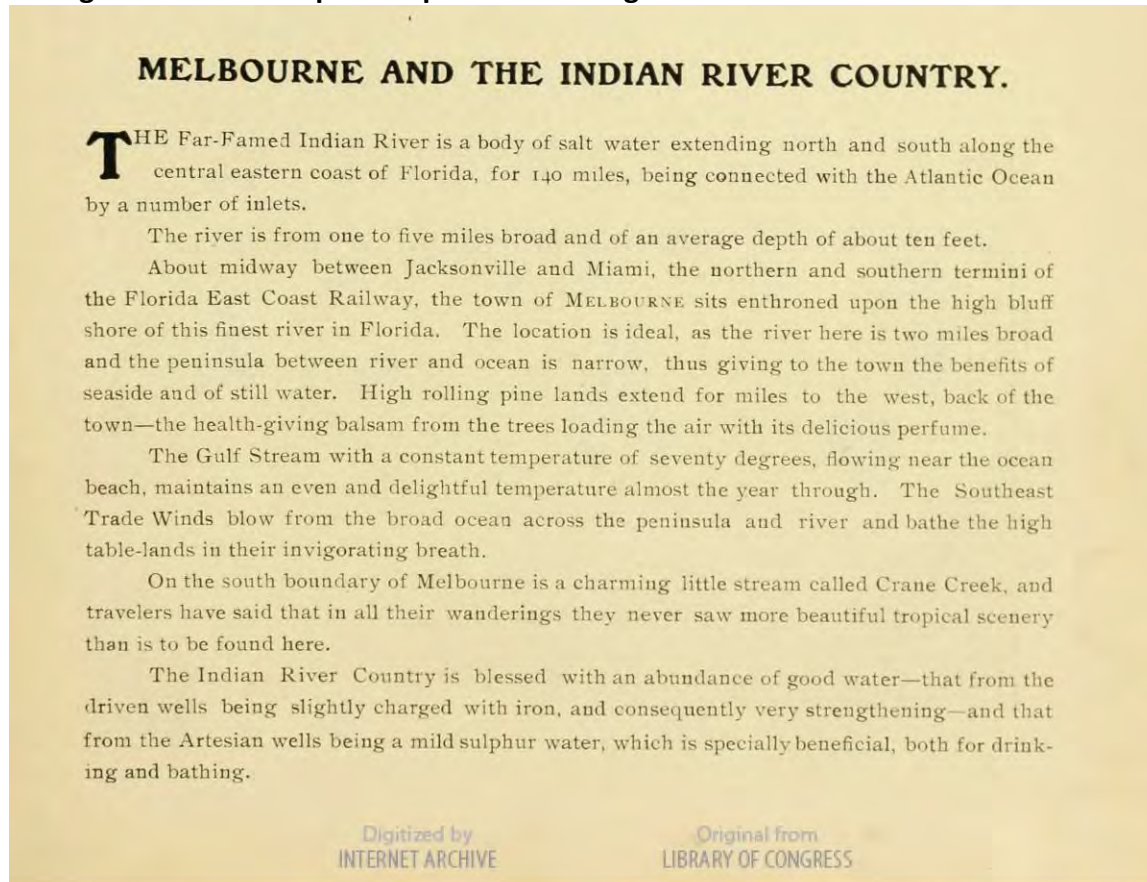 MELBOURNE AND THE INDIAN RIVER COUNTRY.
THE Far-Famed Indian River is a body of salt water extending north and south along the
central eastern coast of Florida, for 140 miles, being connected with the Atlantic Ocean
by a number of inlets.
The river is from one to five miles broad and of an average depth of about ten feet.
About midway between Jacksonville and Miami, the northern and southern termini of
the Florida East Coast Railway, the town of MELBOURNE sits enthroned upon the high bluff
shore of this finest river in Florida. The location is ideal, as the river here is two miles broad
and the peninsula between river and ocean is narrow, thus giving to the town the benefits of
seaside and of still water. High rolling pine lands extend for miles to the west, back of the
town—the health-giving balsam from the trees loading the air with its delicious perfume.
The Gulf Stream with a constant temperature of seventy degrees, flowing near the ocean
beach, maintains an even and delightful temperature almost the year through. The Southeast
Trade Winds blow from the broad ocean across the peninsula and river and bathe the high
table-lands in their invigorating breath.
On the south boundary of Melbourne is a charming little stream called Crane Creek, and
travelers have said that in all their wanderings they never saw more beautiful tropical scenery
than is to be found here.
The Indian River Country is blessed with an abundance of good water—that from the
driven wells being slightly charged with iron, and consequently very strengthening—and that
from the Artesian wells being a mild sulphur water, which is specially beneficial, both for drink-
ing and bathing.
Digitized by
INTERNET ARCHIVE
Original from
LIBRARY OF CONGRESS